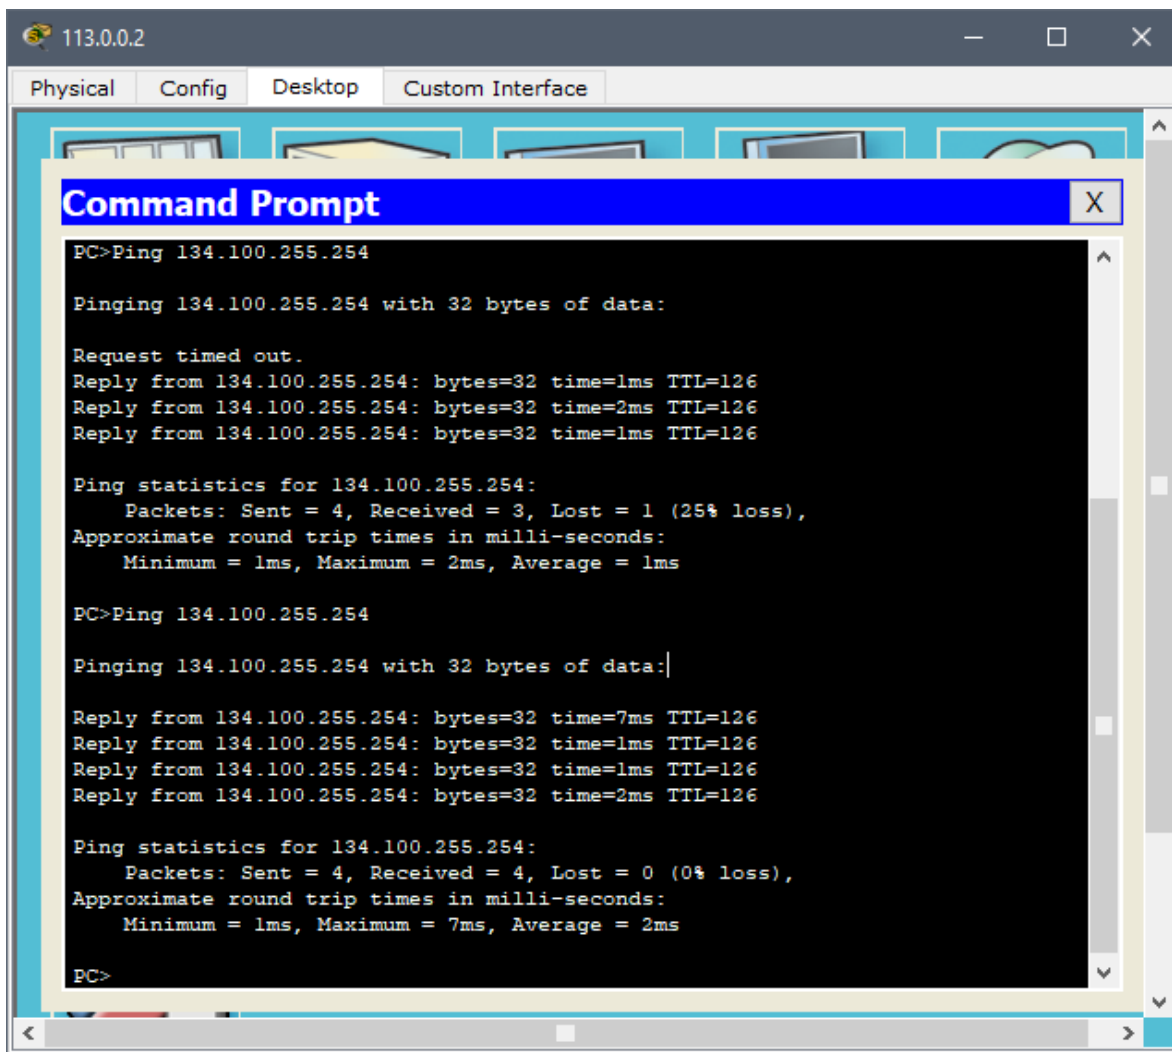 113.0.0.2
Physical Config Desktop Custom Interface
Command Prompt
X
PC>Ping 134.100.255.254
Pinging 134.100.255.254 with 32 bytes of data:
Request timed out.
Reply from 134.100.255.254: bytes=32 time=1ms TTL=126
Reply from 134.100.255.254: bytes=32 time=2ms TTL=126
Reply from 134.100.255.254: bytes=32 time=1ms TTL=126
Ping statistics for 134.100.255.254:
Packets: Sent = 4, Received = 3, Lost = 1 (25% loss),
Approximate round trip times in milli-seconds:
Minimum = 1ms, Maximum = 2ms, Average = 1ms
PC>Ping 134.100.255.254
Pinging 134.100.255.254 with 32 bytes of data:
Reply from 134.100.255.254: bytes=32 time=7ms TTL=126
Reply from 134.100.255.254: bytes=32 time=1ms TTL=126
Reply from 134.100.255.254: bytes=32 time=1ms TTL=126
Reply from 134.100.255.254: bytes=32 time=2ms TTL=126
Ping statistics for 134.100.255.254:
Packets: Sent = 4, Received = 4, Lost = 0 (0% loss),
Approximate round trip times in milli-seconds:
Minimum = 1ms, Maximum = 7ms, Average = 2ms
PC>